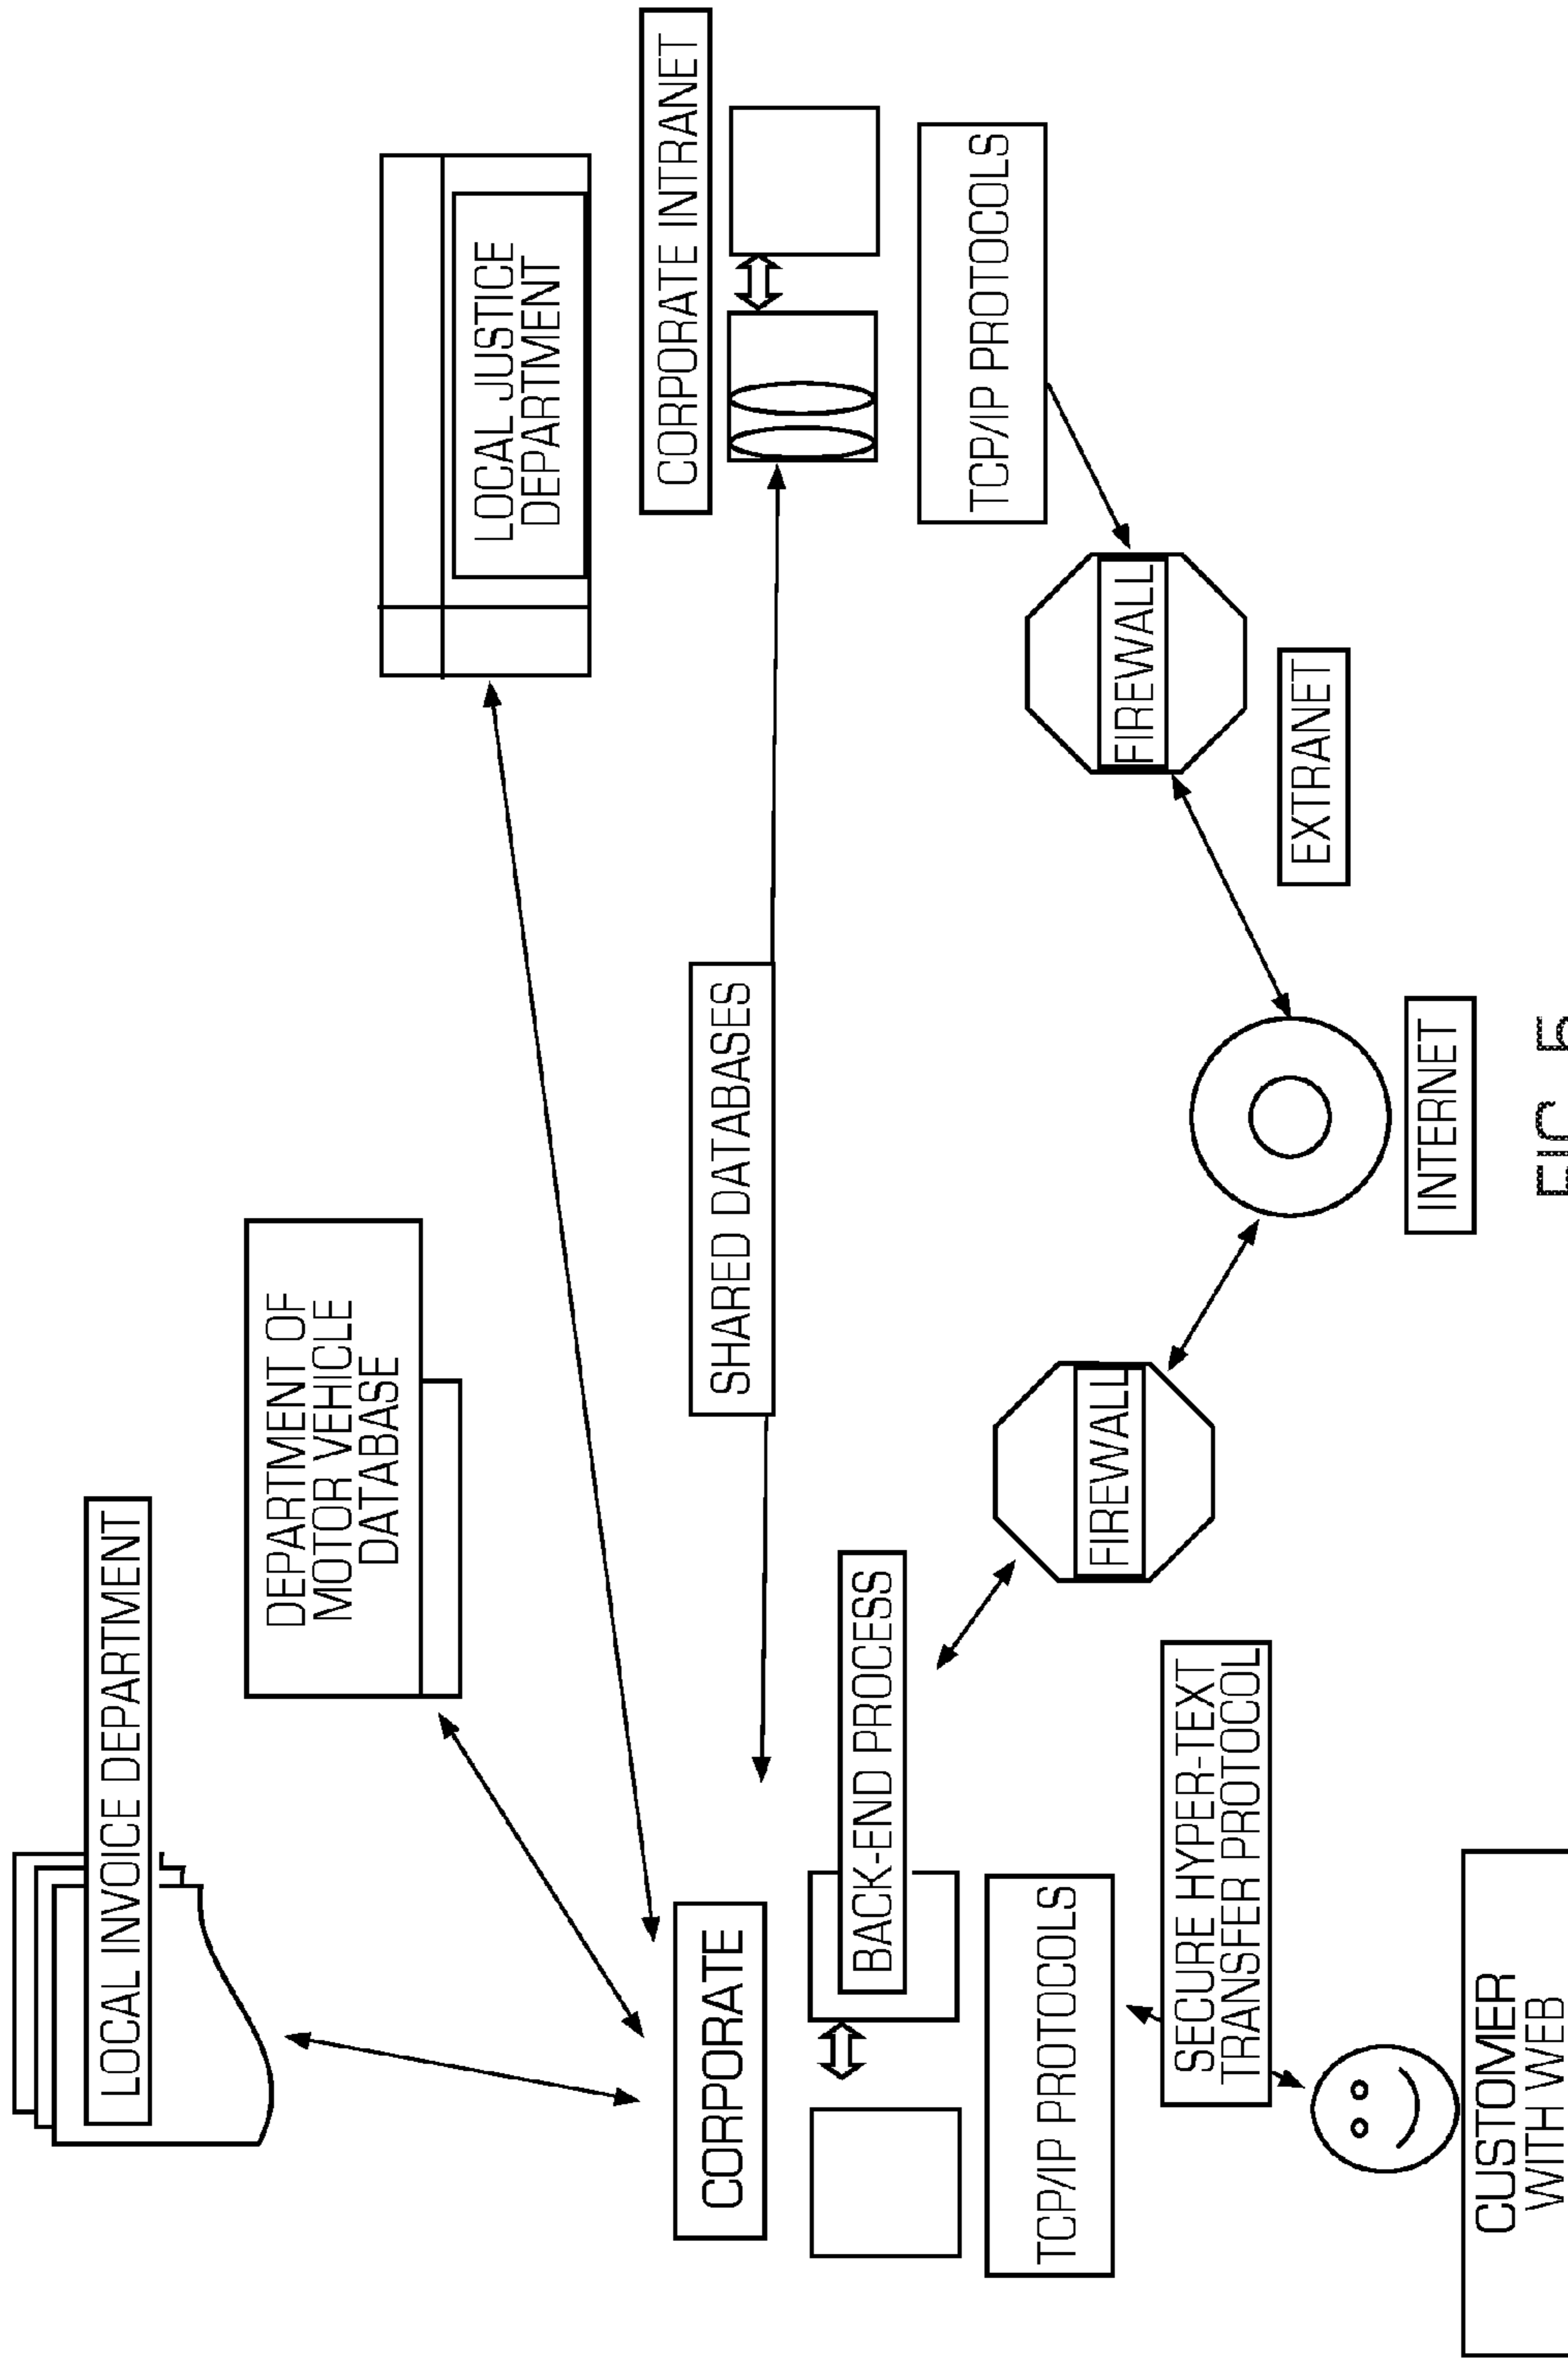 LOCAL INVOICE DEPARTMENT
DEPARTMENT OF
MOTOR VEHICLE
DATABASE
LOCAL JUSTICE
DEPARTMENT
CORPORATE INTRANET
SHARED DATABASES
CORPORATE
BACK-END PROCESS
TCP/IP PROTOCOLS
TCP/IP PROTOCOLS
FIREWALL
FIREWALL
SECURE HYPER-TEXT
TRANSFER PROTOCOL
EXTRANET
INTERNET
CUSTOMER
WITH WEB